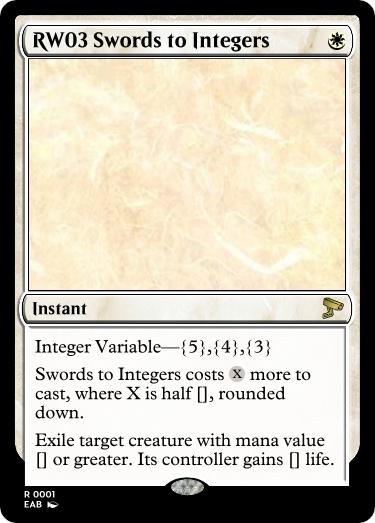 RW03 Swords to Integers
Instant
Integer Variable—{5},{4},{3}
Swords to Integers costs X more to
cast, where X is half [], rounded
down.
Exile target creature with mana value
[] or greater. Its controller gains [] life.
R 0001
EAB